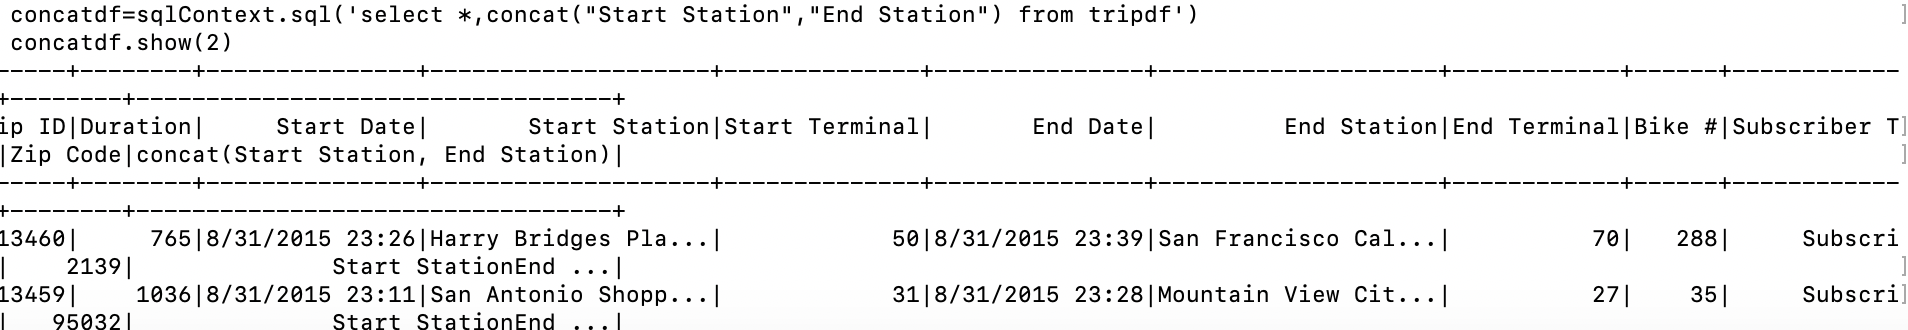 concatdf=sqlContext.sql('select *,concat("Start Station","End Station") from tripdf')
concatdf.show(2)
-----+--------+---------------+--------------------+--------------+---------------+--------------------+------------+------+------------
+--------+----------------------------------+
ip ID|Duration|     Start Date|       Start Station|Start Terminal|       End Date|         End Station|End Terminal|Bike #|Subscriber T
|Zip Code|concat(Start Station, End Station)|
-----+--------+---------------+--------------------+--------------+---------------+--------------------+------------+------+------------
+--------+----------------------------------+
13460|     765|8/31/2015 23:26|Harry Bridges Pla...|            50|8/31/2015 23:39|San Francisco Cal...|          70|   288|     Subscri
|    2139|              Start StationEnd ...|
13459|    1036|8/31/2015 23:11|San Antonio Shopp...|            31|8/31/2015 23:28|Mountain View Cit...|          27|    35|     Subscri
|   95032|              Start StationEnd ...|